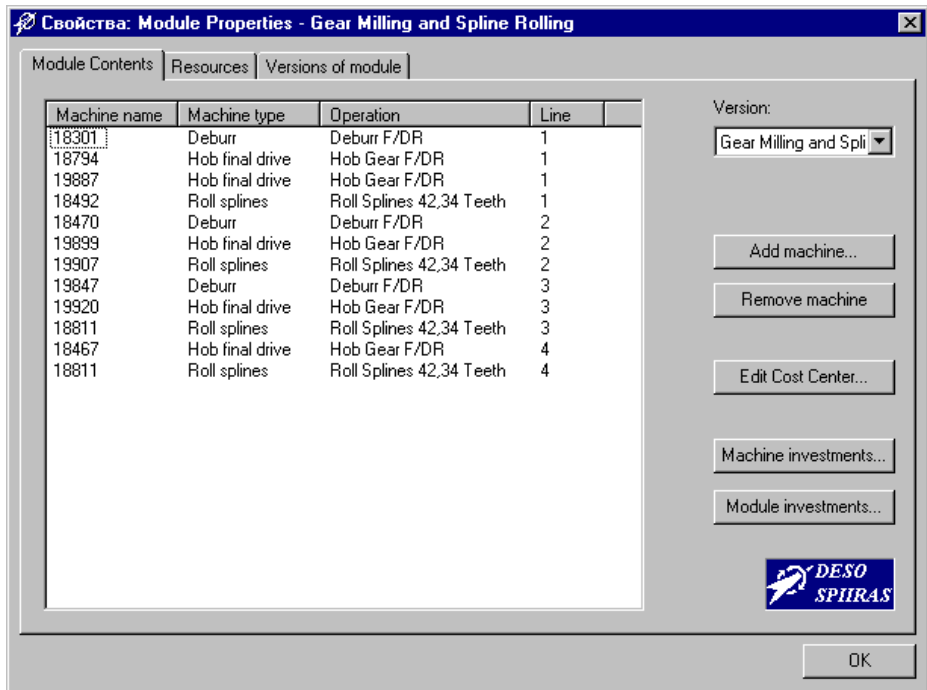 Свойства: Module Properties - Gear Milling and Spline Rolling
Module Contents Resources Versions of module
Machine name Machine type Operation Line
18301 Deburr Deburr F/DR 1
18794 Hob final drive Hob Gear F/DR 1
19887 Hob final drive Hob Gear F/DR 1
18492 Roll splines Roll Splines 42,34 Teeth 1
18470 Deburr Deburr F/DR 2
19899 Hob final drive Hob Gear F/DR 2
19907 Roll splines Roll Splines 42,34 Teeth 2
19847 Deburr Deburr F/DR 3
19920 Hob final drive Hob Gear F/DR 3
18811 Roll splines Roll Splines 42,34 Teeth 3
18467 Hob final drive Hob Gear F/DR 4
18811 Roll splines Roll Splines 42,34 Teeth 4
Version:
Gear Milling and Spli
Add machine...
Remove machine
Edit Cost Center...
Machine investments...
Module investments...
DESO
SPIIRAS
OK